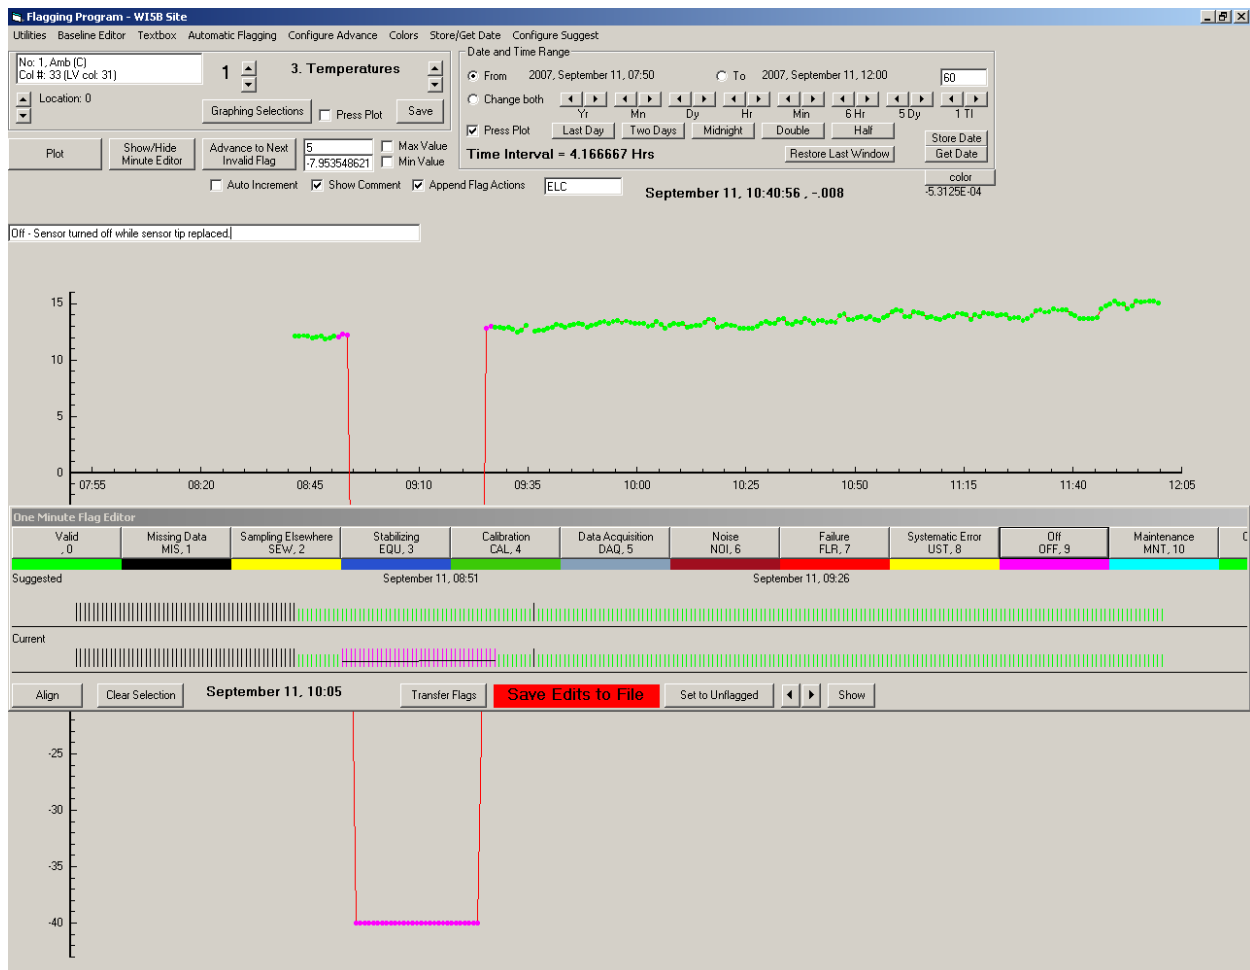 Flagging Program - WISB Site
Utilities Baseline Editor Textbox Automatic Flagging Configure Advance Colors Store/Get Date Configure Suggest
No: 1, Amb (C)
Col #: 33 (LV col: 31)
1
3. Temperatures
Location: 0
Graphing Selections
Press Plot
Save
Date and Time Range
From 2007, September 11, 07:50 To 2007, September 11, 12:00 60
Change both
Yr Mn Dy Hr Min 6 Hr 5 Dy 1 TI
Press Plot Last Day Two Days Midnight Double Half
Time Interval = 4.166667 Hrs
Restore Last Window
Store Date
Get Date
color
-5.3125E-04
Plot
Show/Hide
Minute Editor
Advance to Next
Invalid Flag
5
-7.953548621
Max Value
Min Value
Auto Increment Show Comment Append Flag Actions ELC
September 11, 10:40:56 , -.008
Off - Sensor turned off while sensor tip replaced.
15
10
5
0
07:55 08:20 08:45 09:10 09:35 10:00 10:25 10:50 11:15 11:40 12:05
One Minute Flag Editor
Valid Missing Data Sampling Elsewhere Stabilizing Calibration Data Acquisition Noise Failure Systematic Error Off Maintenance
, 0 MIS, 1 SEW, 2 EQU, 3 CAL, 4 DAQ, 5 NOI, 6 FLR, 7 UST, 8 OFF, 9 MNT, 10
Suggested September 11, 08:51 September 11, 09:26
Current
Align Clear Selection September 11, 10:05 Transfer Flags Save Edits to File Set to Unflagged Show
-25
-30
-35
-40